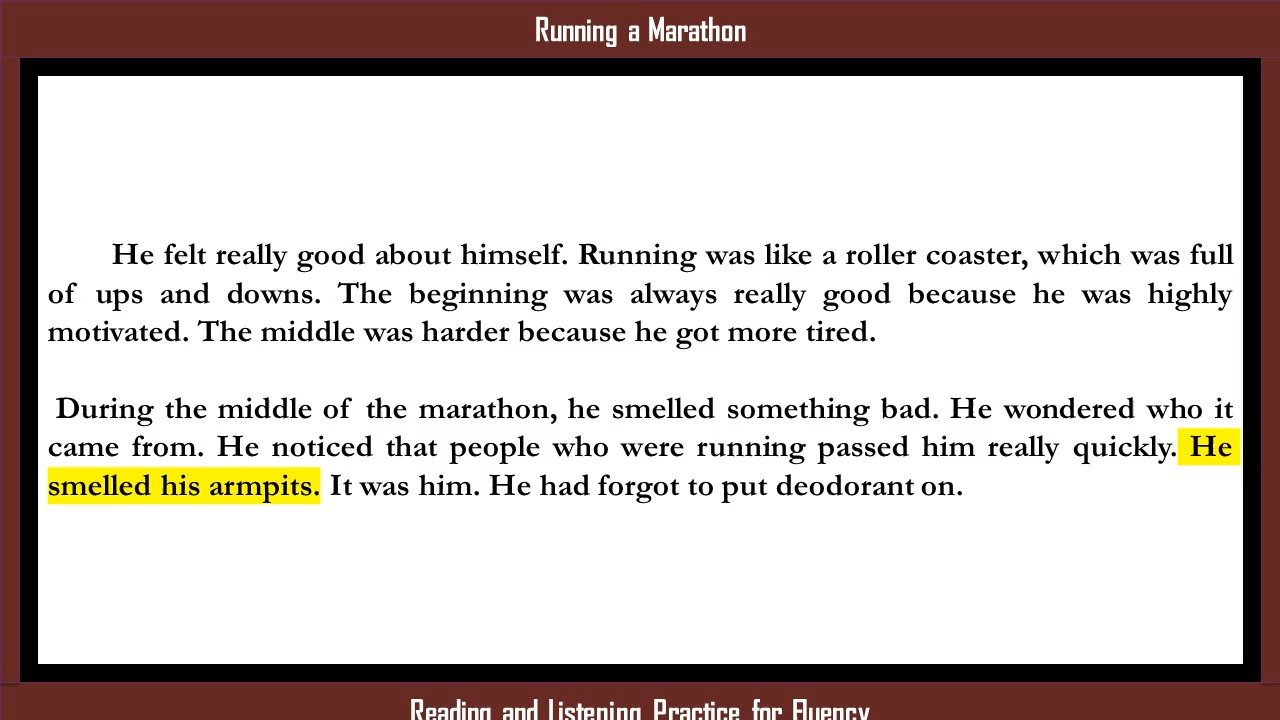 Running a Marathon
He felt really good about himself. Running was like a roller coaster, which was full
of ups and downs. The beginning was always really good because he was highly
motivated. The middle was harder because he got more tired.
During the middle of the marathon, he smelled something bad. He wondered who it
came from. He noticed that people who were running passed him really quickly. He
smelled his armpits. It was him. He had forgot to put deodorant on.
Reading and Listening Practice for Fluency